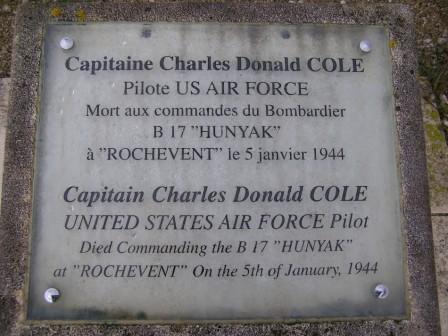 Capitaine Charles Donald COLE
Pilote US AIR FORCE
Mort aux commandes du Bombardier
B 17 "HUNYAK"
à "ROCHEVENT" le 5 janvier 1944
Capitain Charles Donald COLE
UNITED STATES AIR FORCE Pilot
Died Commanding the B 17 "HUNYAK"
at "ROCHEVENT" On the 5th of January, 1944